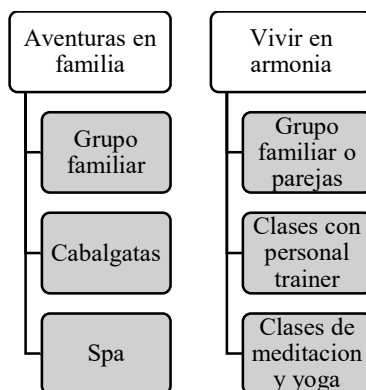 Aventuras en
familia
Grupo
familiar
Cabalgatas
Spa
Vivir en
armonia
Grupo
familiar o
parejas
Clases con
personal
trainer
Clases de
meditacion
y yoga